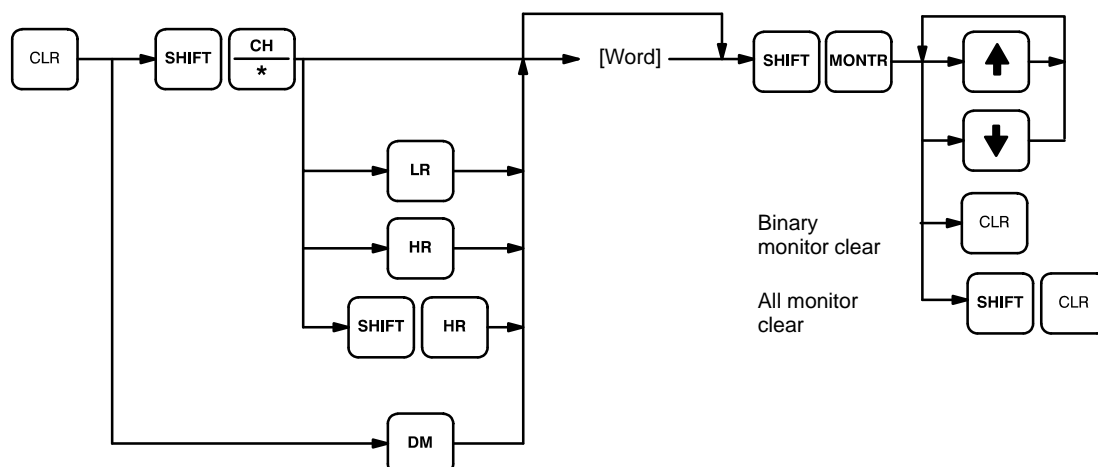 CLR
SHIFT
CH
*
[Word]
SHIFT
MONTR
LR
HR
SHIFT
HR
DM
Binary
monitor clear
CLR
All monitor
clear
SHIFT
CLR